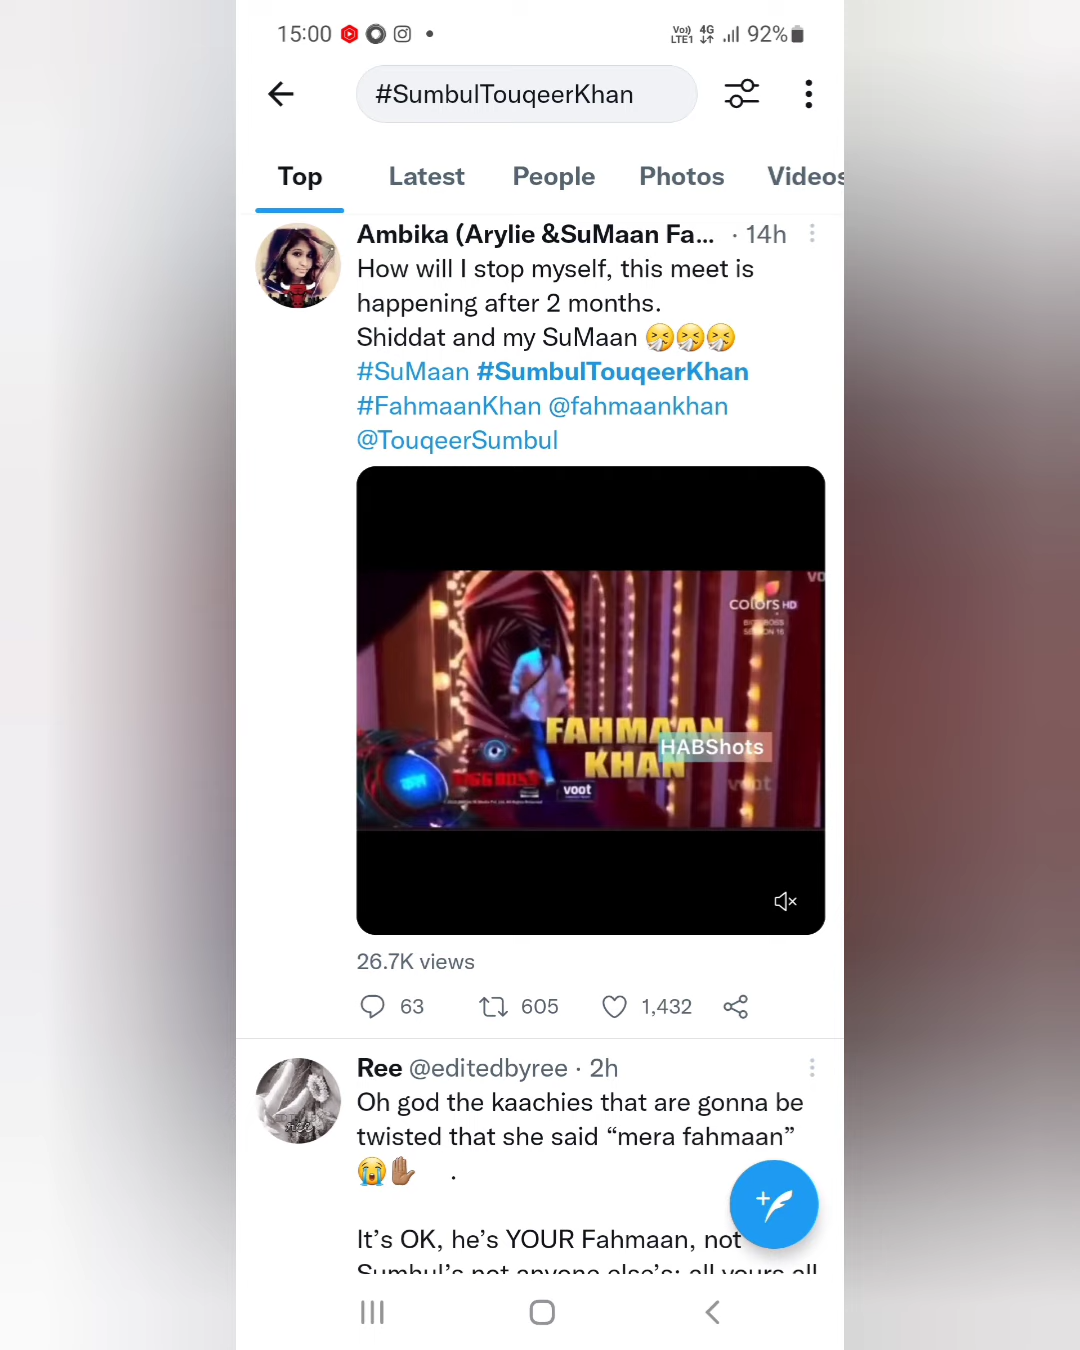 15:00
Vo))
LTE1
4G
92%
#SumbulTouqeerKhan
Top
Latest
People
Photos
Videos
Ambika (Arylie &SuMaan Fa... · 14h
How will I stop myself, this meet is
happening after 2 months.
Shiddat and my SuMaan 🤧🤧🤧
#SuMaan #SumbulTouqeerKhan
#FahmaanKhan @fahmaankhan
@TouqeerSumbul
colors HD
BIGG BOSS
SEASON 16
FAHMAAN
KHAN
HABShots
BIGG BOSS
voot
voot
26.7K views
63
605
1,432
Ree @editedbyree · 2h
Oh god the kaachies that are gonna be
twisted that she said “mera fahmaan”
😭✋🏽 .
It’s OK, he’s YOUR Fahmaan, not
Sumbul’s not anyone else’s; all yours all